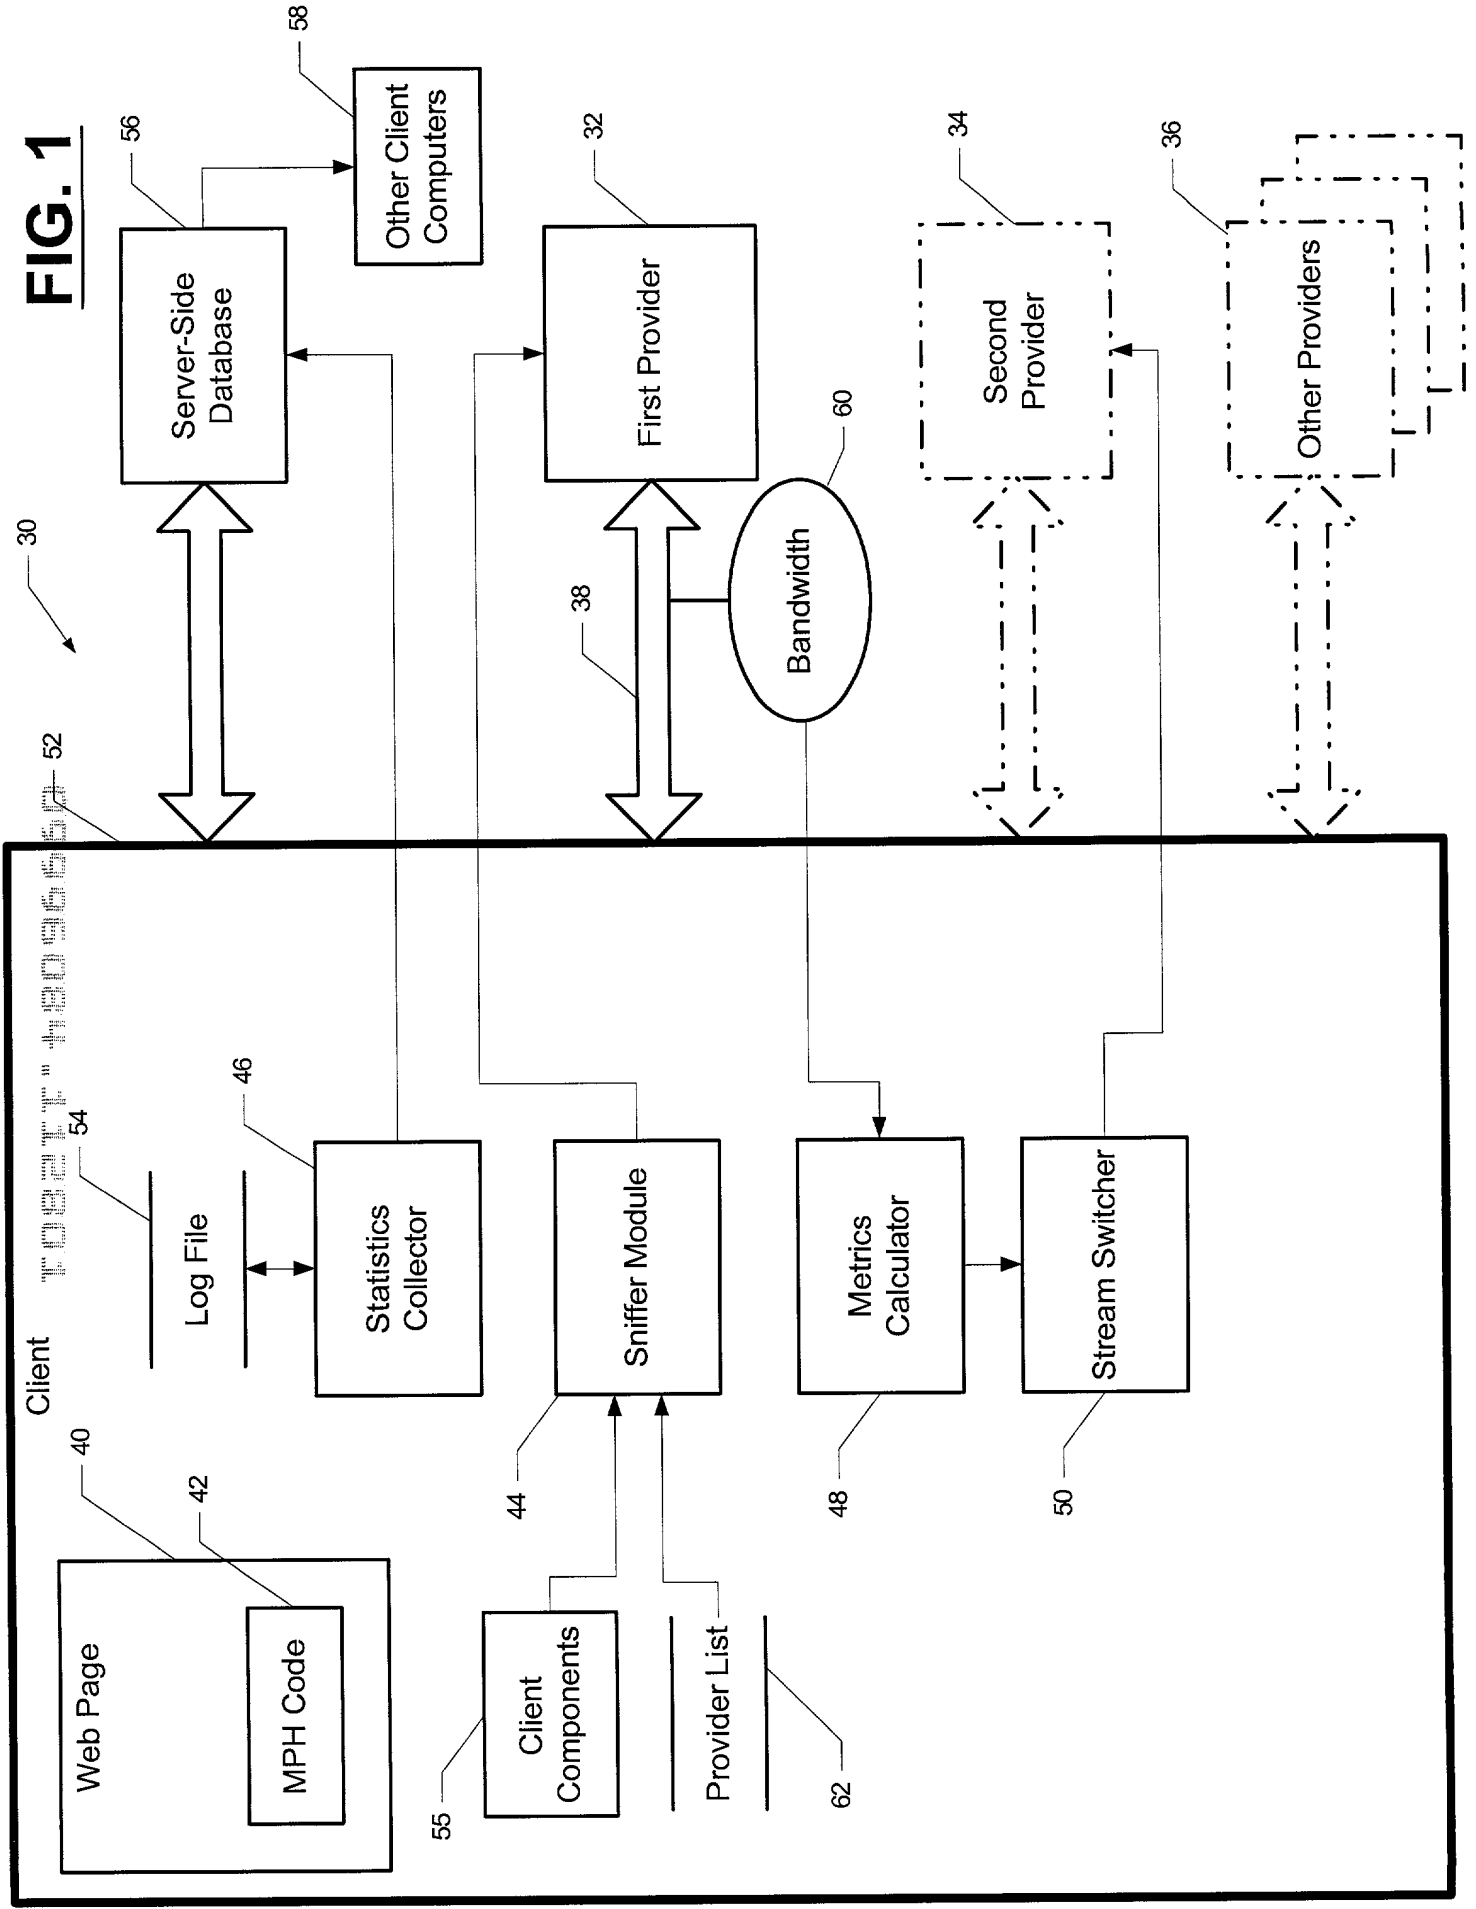 FIG. 1
30
Client
52
Web Page
40
MPH Code
42
Log File
54
Statistics
Collector
46
Server-Side
Database
56
Other Client
Computers
58
Client
Components
55
Provider List
62
Sniffer Module
44
First Provider
32
38
Bandwidth
60
Metrics
Calculator
48
Stream Switcher
50
Second
Provider
34
Other Providers
36